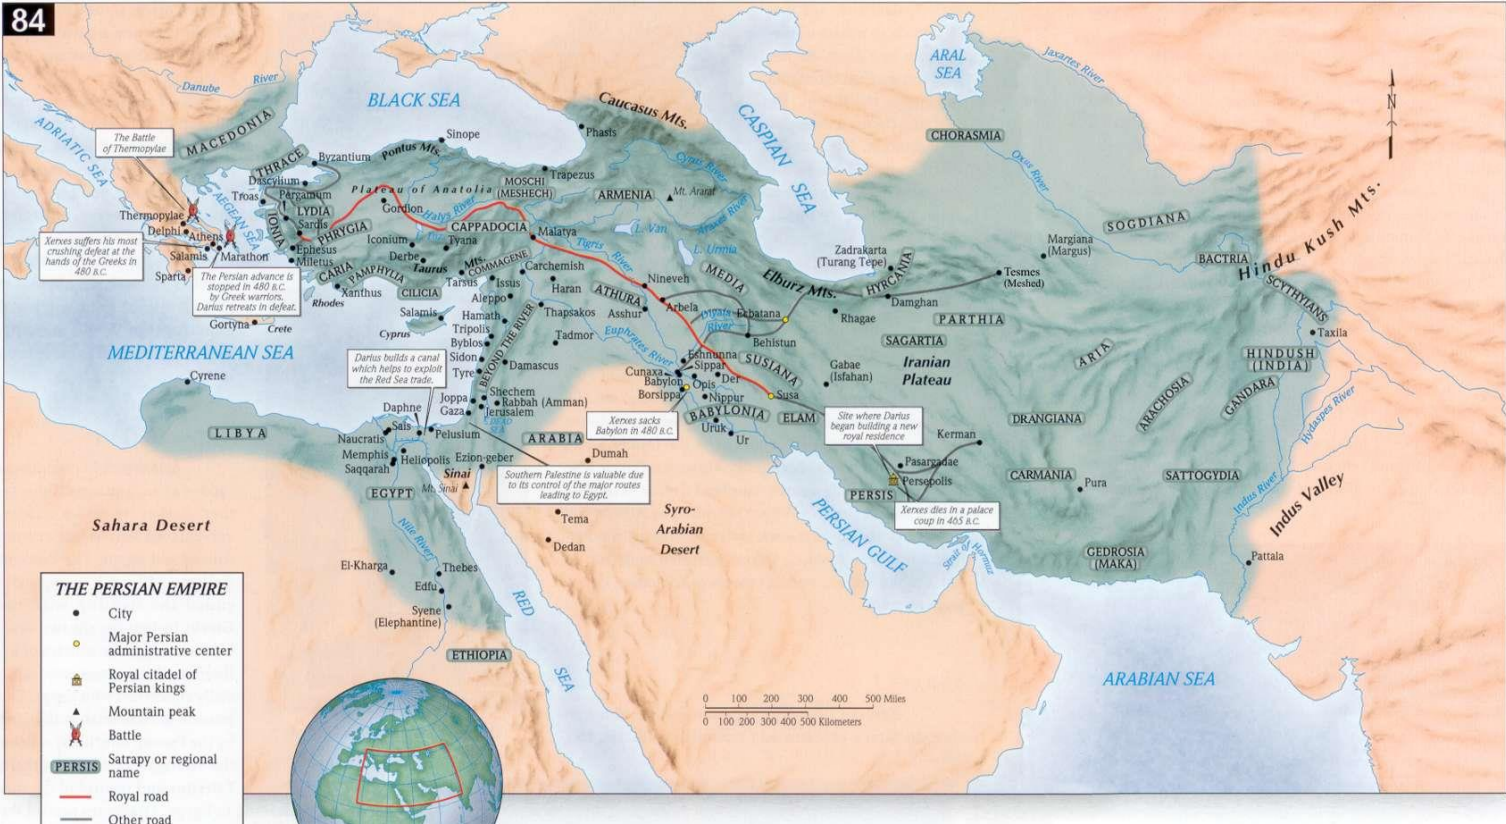 84
BLACK SEA
ARAL
SEA
Jaxartes River
Danube
River
ADRIATIC SEA
The Battle
of Thermopylae
MACEDONIA
Caucasus Mts.
CASPIAN
SEA
CHORASMIA
N
Sinope
Phasis
Pontus Mts.
Byzantium
THRACE
Dascylium
Trapezus
Cyrus River
Oxus River
Troas
Pergamum
Plateau of Anatolia
MOSCHI
(MESHECH)
ARMENIA
Mt. Ararat
AEGEAN SEA
LYDIA
Sardis
Gordion
Halys River
Araxes River
SOGDIANA
Hindu Kush Mts.
Thermopylae
Delphi
Athens
IONIA
PHRYGIA
CAPPADOCIA
Malatya
L. Van
L. Urmia
Xerxes suffers his most
crushing defeat at the
hands of the Greeks in
480 B.C.
Salamis
Marathon
Ephesus
Miletus
Iconium
Tyana
Derbe
Taurus
Mts.
COMMAGENE
Tigris
River
Zadrakarta
(Turang Tepe)
Margiana
(Margus)
BACTRIA
Sparta
The Persian advance is
stopped in 480 B.C.
by Greek warriors.
Darius retreats in defeat.
CARIA
PAMPHYLIA
Tarsus
Issus
Carchemish
Nineveh
MEDIA
Elburz Mts.
HYRCANIA
Tesmes
(Meshed)
SCYTHIANS
Xanthus
Rhodes
CILICIA
Aleppo
Haran
ATHURA
Arbela
Damghan
Gortyna
Crete
Salamis
Cyprus
Hamath
Thapsakos
Asshur
Ecbatana
Rhagae
PARTHIA
Taxila
Tripolis
Byblos
BEYOND THE RIVER
Tadmor
Euphrates River
River
Behistun
SAGARTIA
MEDITERRANEAN SEA
Darius builds a canal
which helps to exploit
the Red Sea trade.
Sidon
Tyre
Damascus
Eshnunna
Sippar
SUSIANA
Gabae
(Isfahan)
Iranian
Plateau
ARIA
HINDUSH
(INDIA)
Cyrene
Cunaxa
Babylon
Opis
Der
Borsippa
Nippur
Susa
ARACHOSIA
GANDARA
Hydaspes River
Joppa
Gaza
Shechem
Rabbah (Amman)
Jerusalem
DEAD
SEA
Daphne
Sais
Pelusium
LIBYA
Naucratis
Memphis
Saqqarah
Heliopolis
Ezion-geber
Sinai
Mt. Sinai
ARABIA
Dumah
Xerxes sacks
Babylon in 480 B.C.
BABYLONIA
Uruk
Ur
ELAM
Site where Darius
began building a new
royal residence
Kerman
DRANGIANA
Southern Palestine is valuable due
to its control of the major routes
leading to Egypt.
Pasargadae
Persepolis
CARMANIA
Pura
SATTOGYDIA
EGYPT
PERSIS
Xerxes dies in a palace
coup in 465 B.C.
Indus River
Indus Valley
Sahara Desert
Nile River
Tema
Dedan
Syro-
Arabian
Desert
PERSIAN GULF
Strait of Hormuz
GEDROSIA
(MAKA)
Pattala
El-Kharga
Thebes
Edfu
Syene
(Elephantine)
RED
SEA
ETHIOPIA
ARABIAN SEA
THE PERSIAN EMPIRE
City
Major Persian
administrative center
Royal citadel of
Persian kings
Mountain peak
Battle
PERSIS
Satrapy or regional
name
Royal road
Other road
0 100 200 300 400 500 Miles
0 100 200 300 400 500 Kilometers